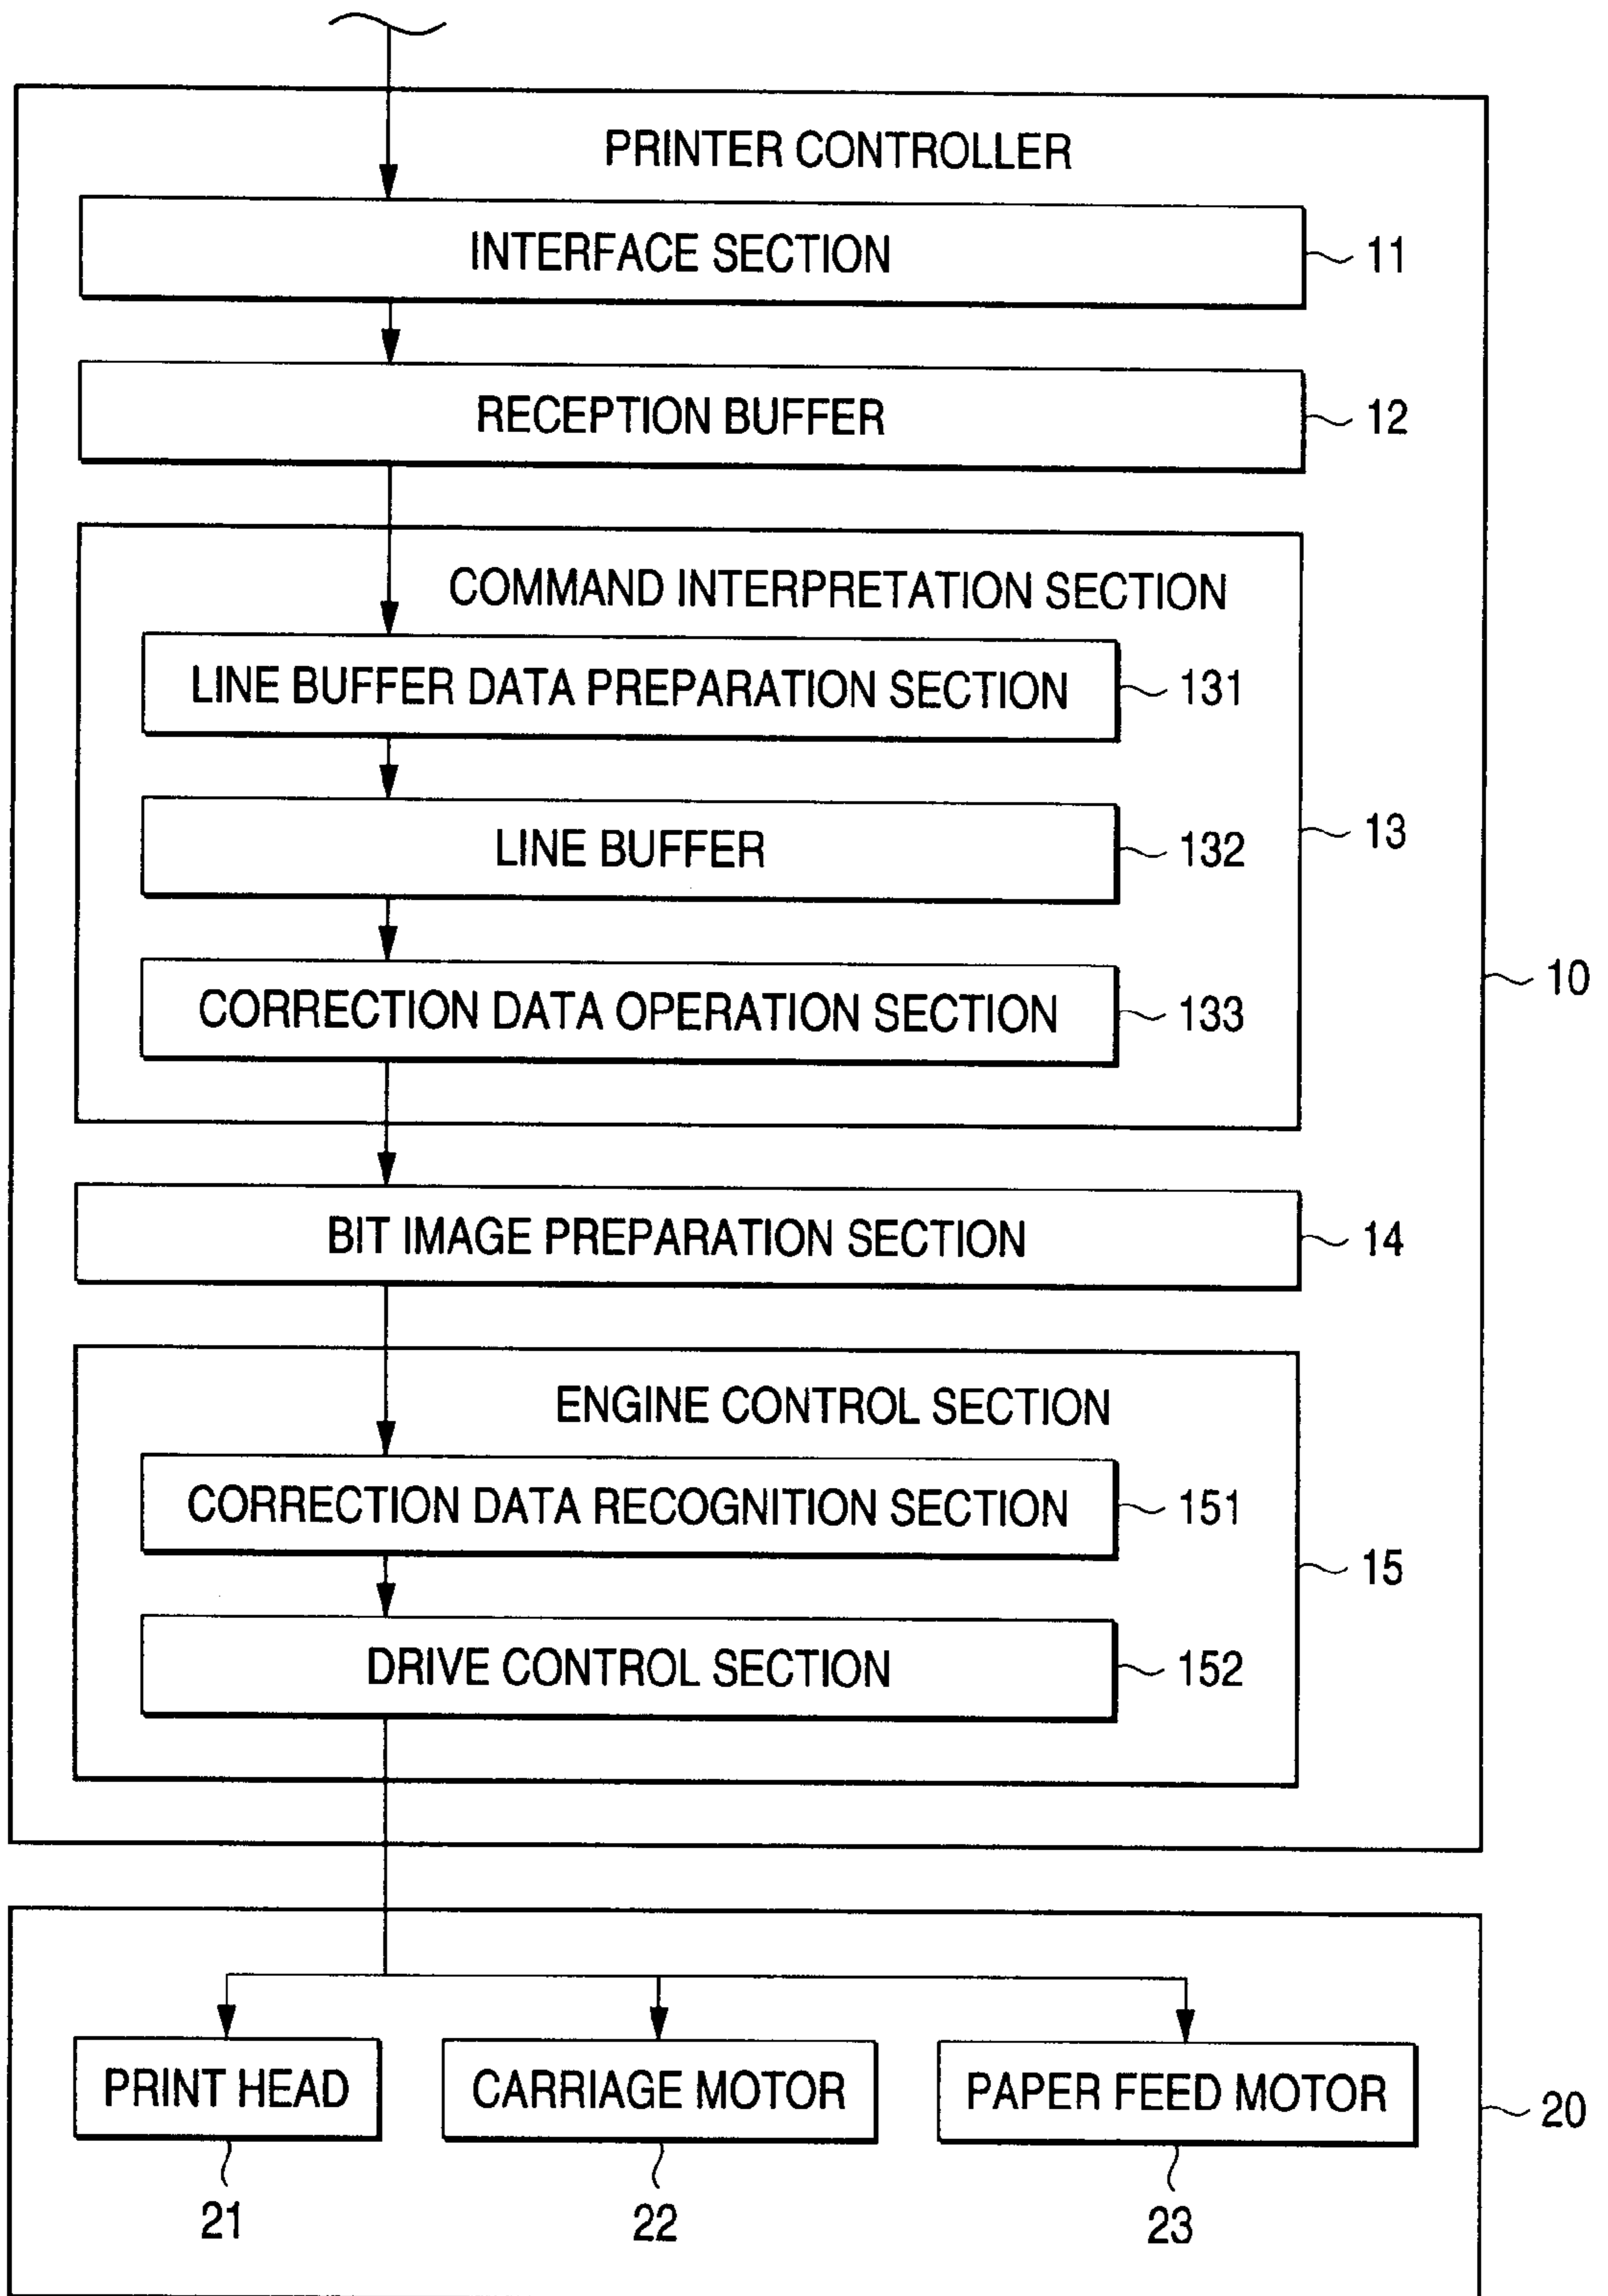 PRINTER CONTROLLER
INTERFACE SECTION
11
RECEPTION BUFFER
12
COMMAND INTERPRETATION SECTION
LINE BUFFER DATA PREPARATION SECTION
131
LINE BUFFER
132
13
CORRECTION DATA OPERATION SECTION
133
10
BIT IMAGE PREPARATION SECTION
14
ENGINE CONTROL SECTION
CORRECTION DATA RECOGNITION SECTION
151
15
DRIVE CONTROL SECTION
152
PRINT HEAD
CARRIAGE MOTOR
PAPER FEED MOTOR
20
21
22
23